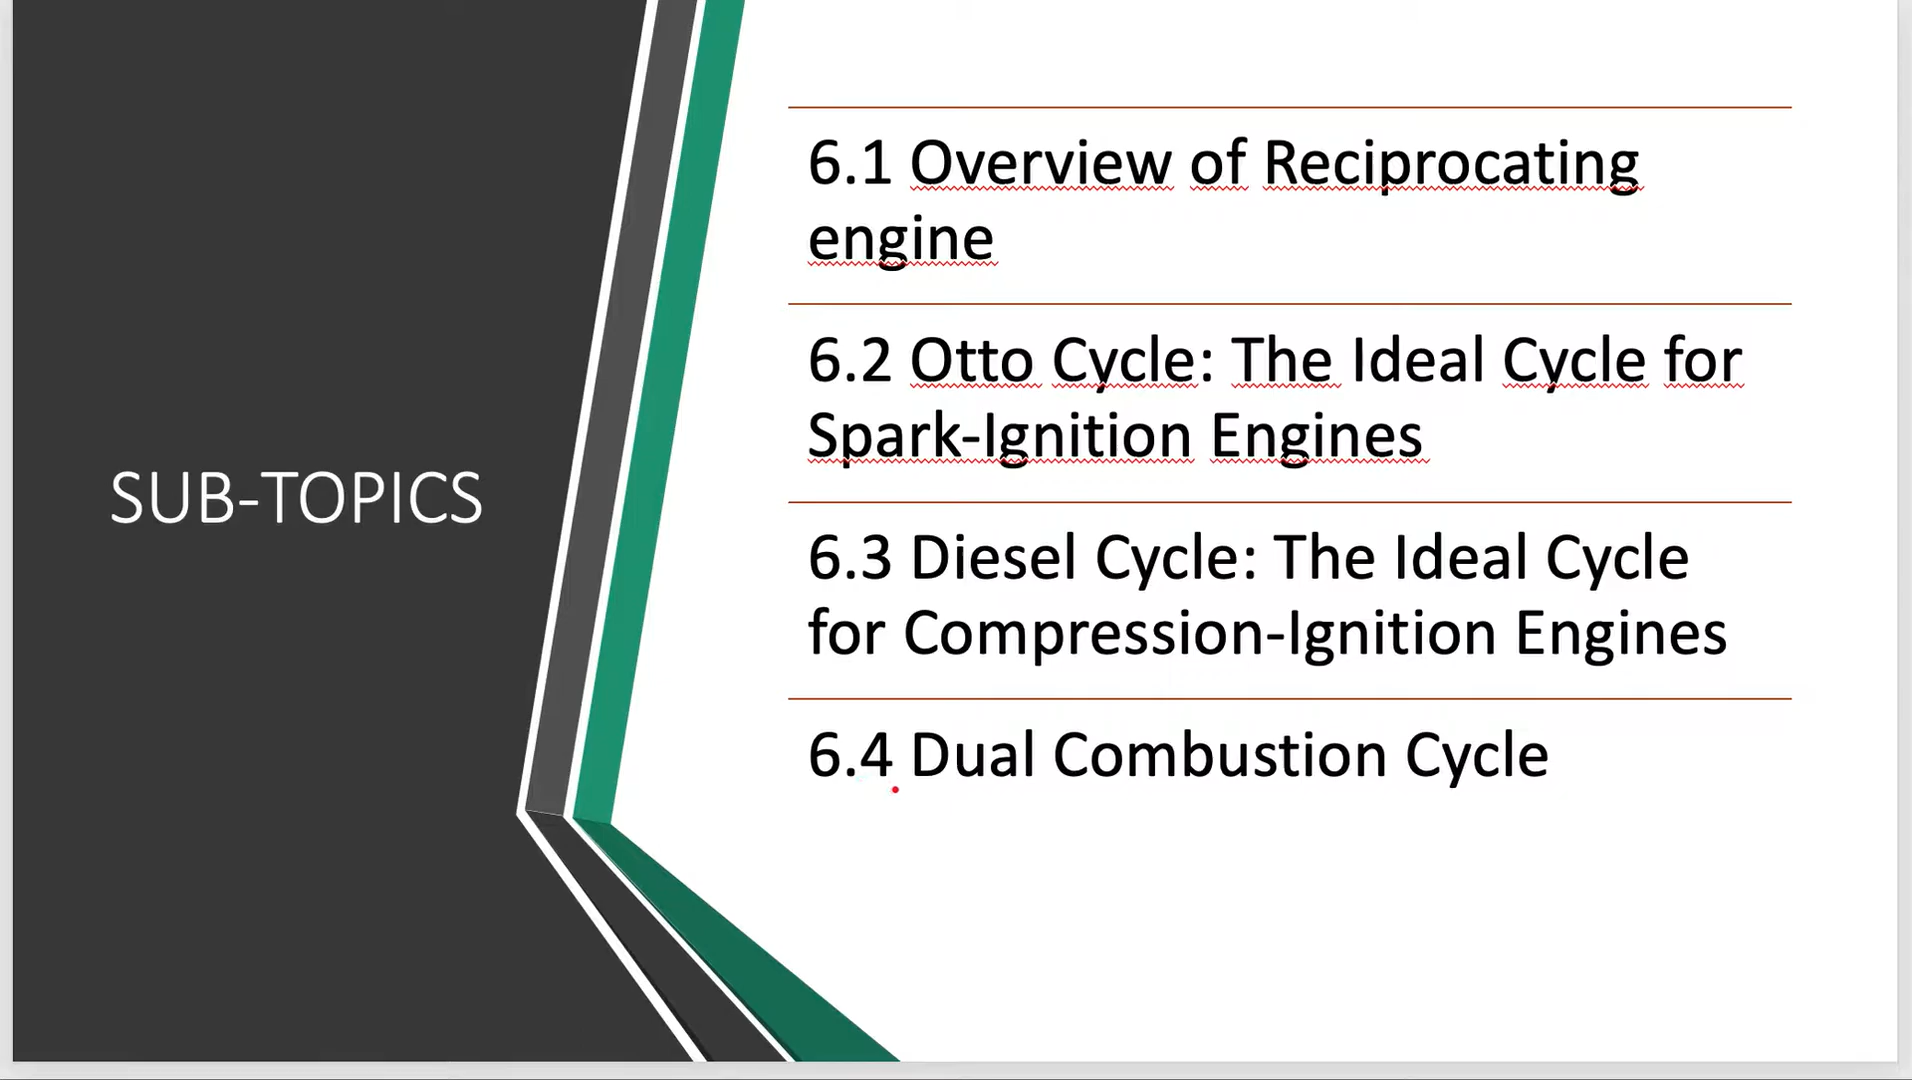 SUB-TOPICS
6.1 Overview of Reciprocating
engine
6.2 Otto Cycle: The Ideal Cycle for
Spark-Ignition Engines
6.3 Diesel Cycle: The Ideal Cycle
for Compression-Ignition Engines
6.4 Dual Combustion Cycle